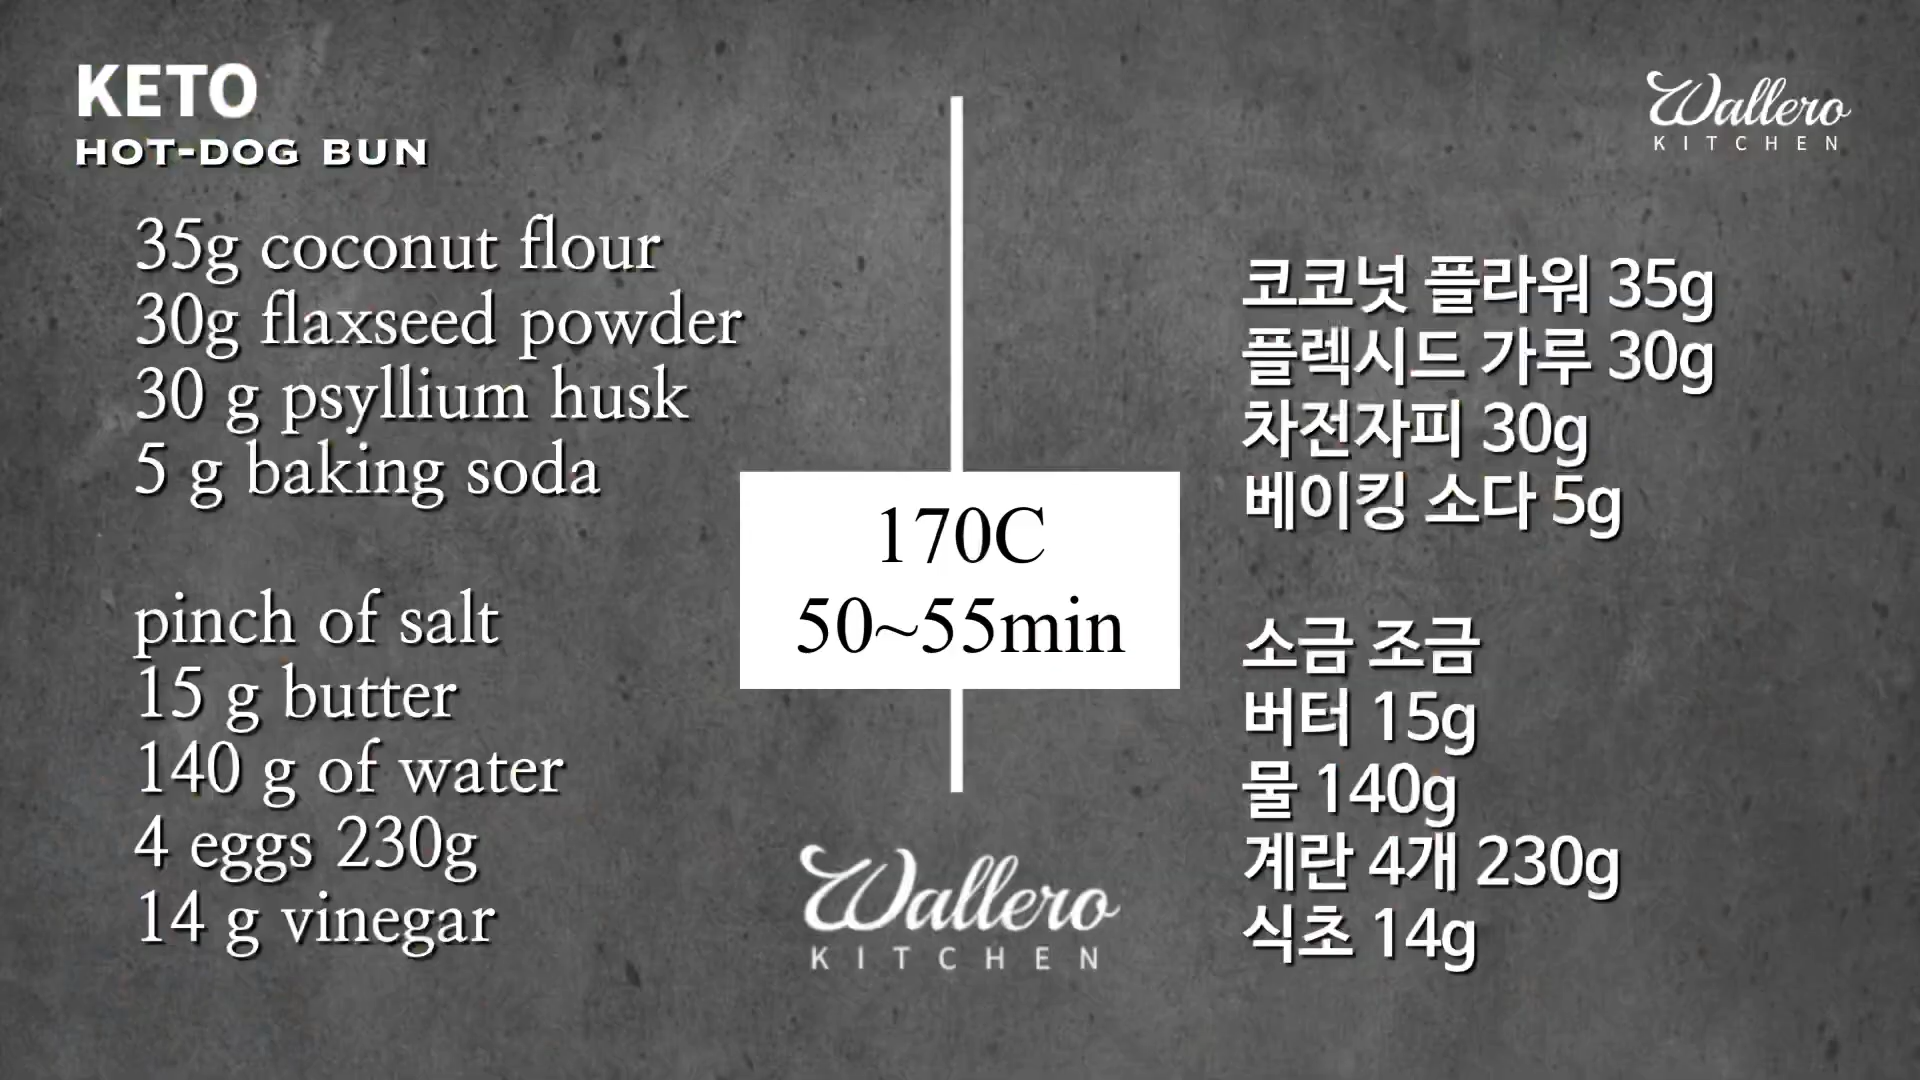 KETO
HOT-DOG BUN
Wallero
KITCHEN
35g coconut flour
30g flaxseed powder
30 g psyllium husk
5 g baking soda
pinch of salt
15 g butter
140 g of water
4 eggs 230g
14 g vinegar
170C
50~55min
Wallero
KITCHEN
코코넛 플라워 35g
플렉시드 가루 30g
차전자피 30g
베이킹 소다 5g
소금 조금
버터 15g
물 140g
계란 4개 230g
식초 14g